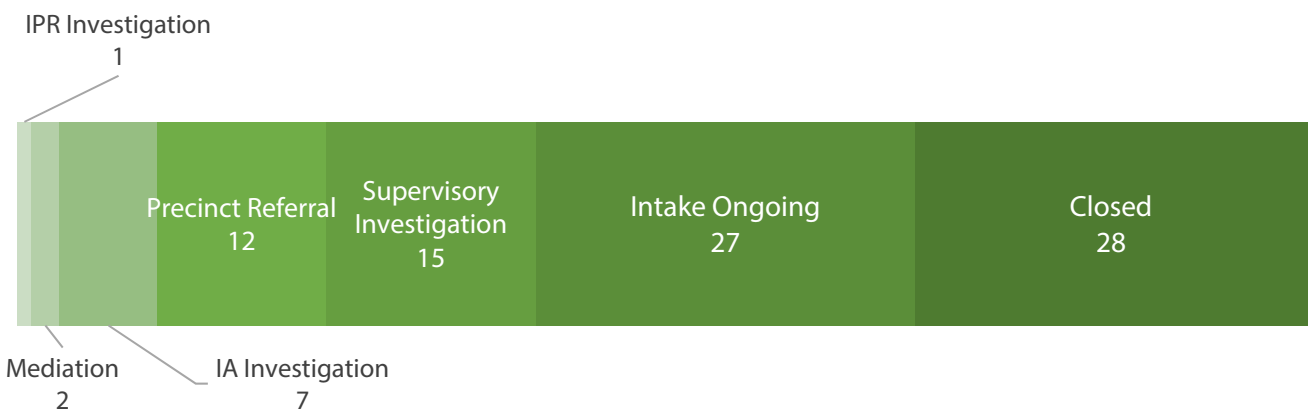 IPR Investigation
1
Precinct Referral
12
Supervisory
Investigation
15
Intake Ongoing
27
Closed
28
Mediation
2
IA Investigation
7